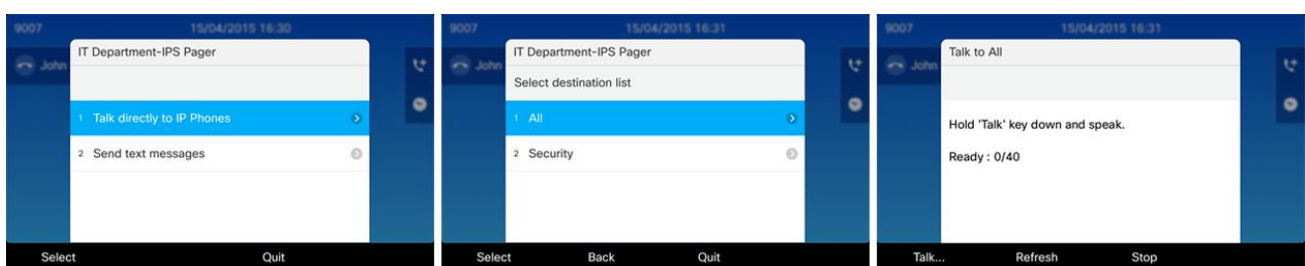 9007 15/04/2015 16:30
John
IT Department-IPS Pager
1 Talk directly to IP Phones
2 Send text messages
Select Quit
9007 15/04/2015 16:31
John
IT Department-IPS Pager
Select destination list
1 All
2 Security
Select Back Quit
9007 15/04/2015 16:31
John
Talk to All
Hold 'Talk' key down and speak.
Ready : 0/40
Talk... Refresh Stop